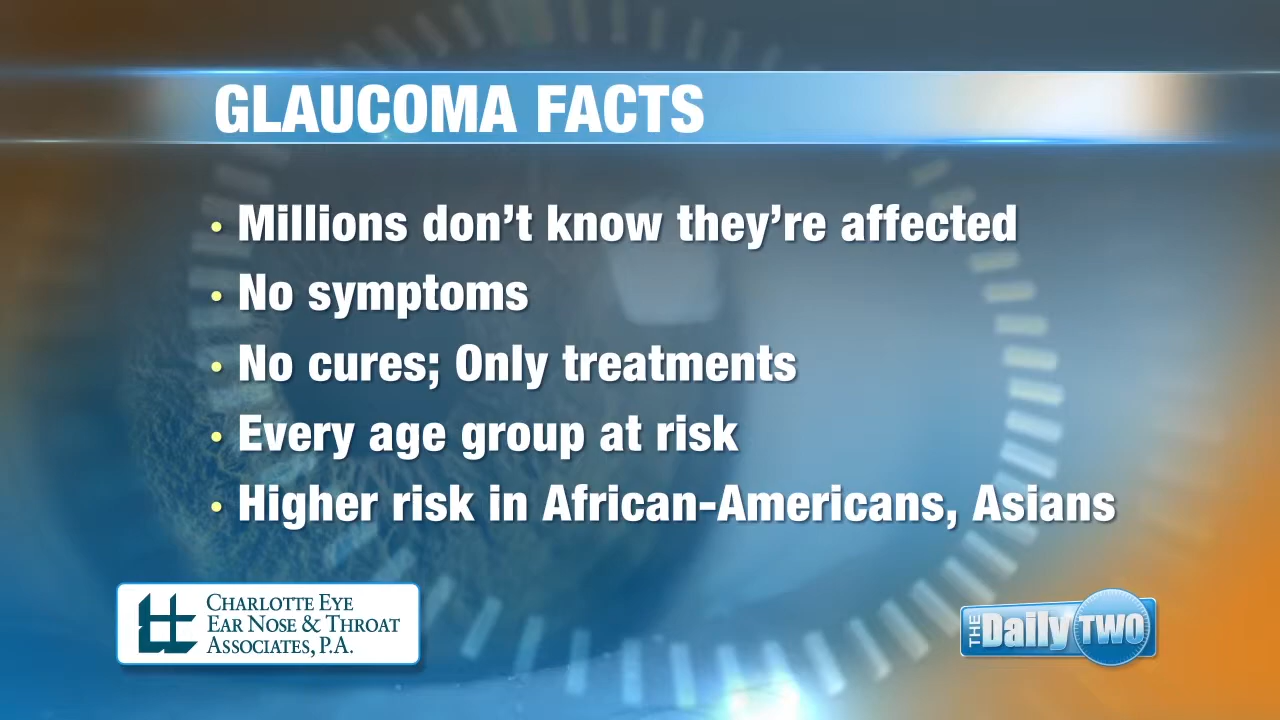 GLAUCOMA FACTS
• Millions don't know they're affected
• No symptoms
• No cures; Only treatments
• Every age group at risk
• Higher risk in African-Americans, Asians
CHARLOTTE EYE
EAR NOSE & THROAT
ASSOCIATES, P.A.
THE Daily TWO